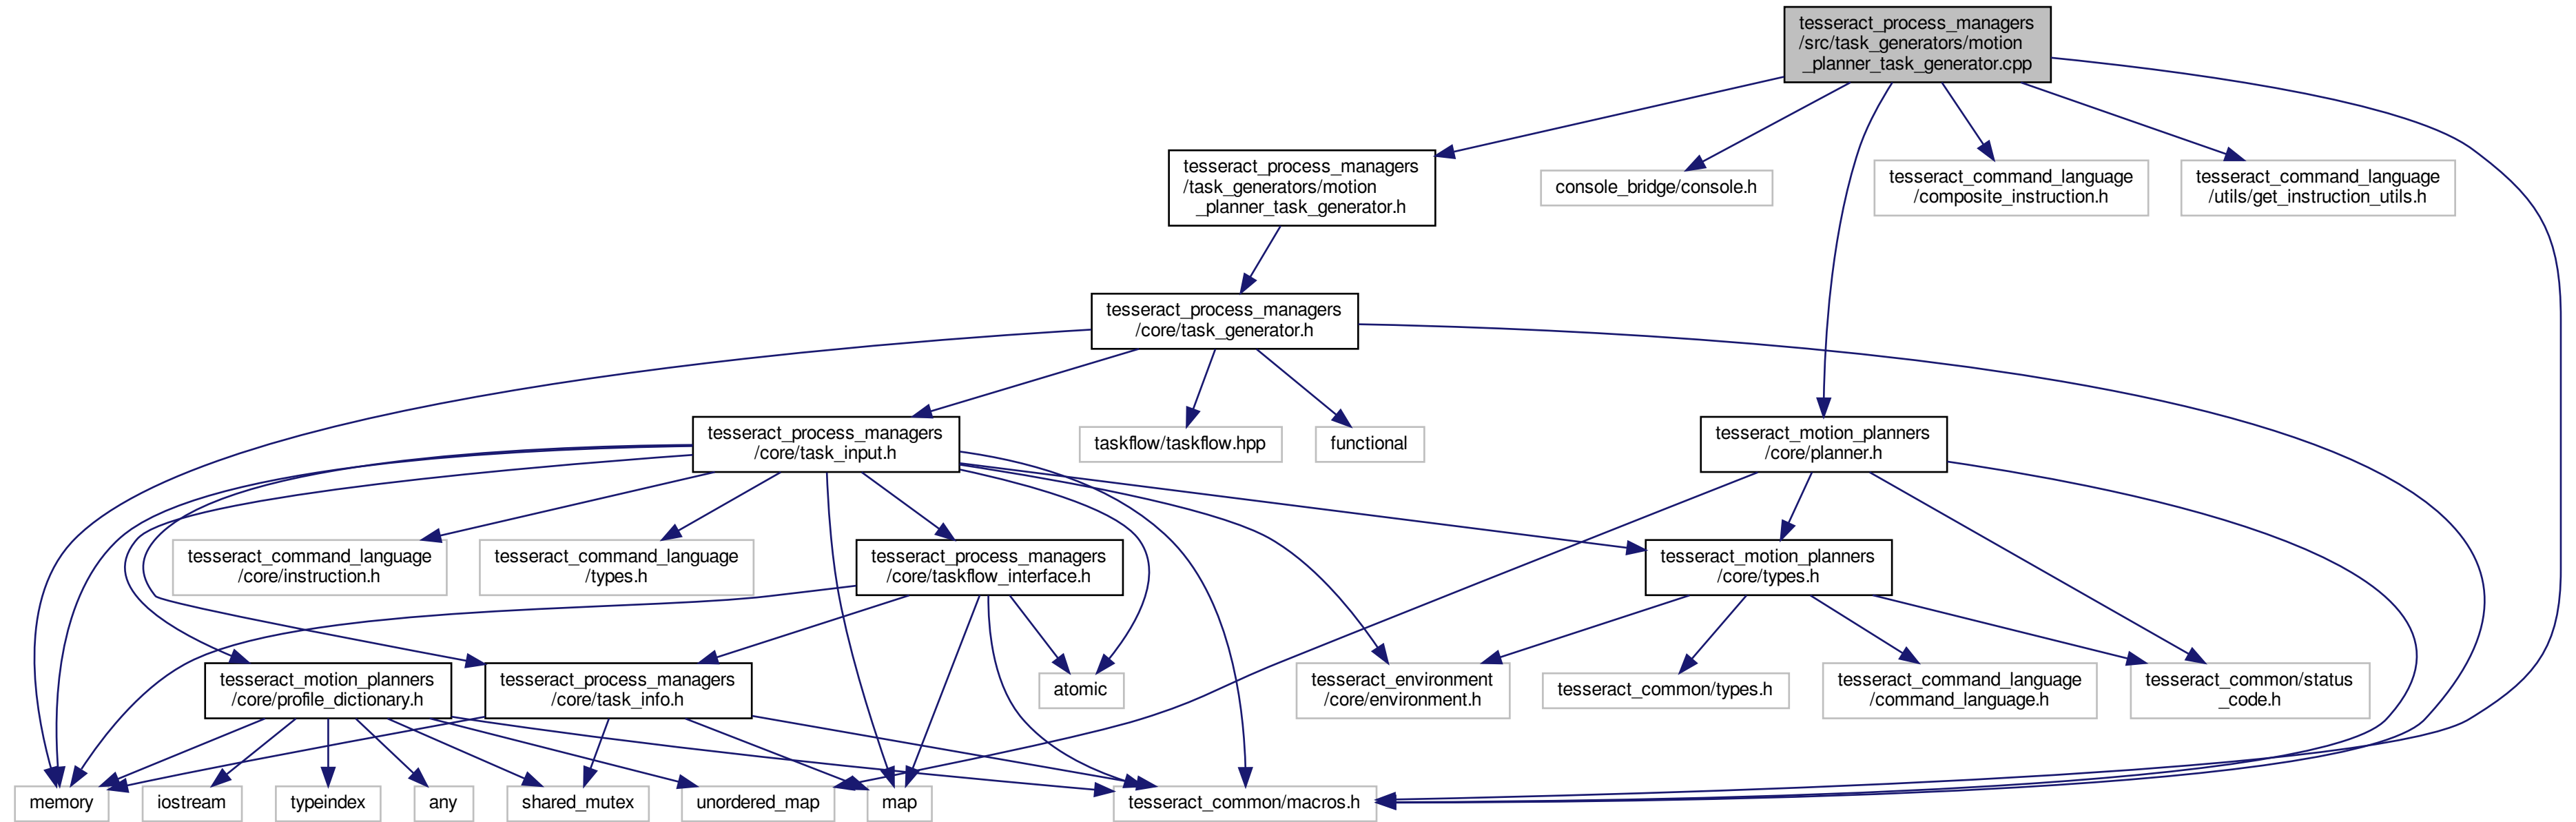 tesseract_process_managers
/src/task_generators/motion
_planner_task_generator.cpp
tesseract_process_managers
/task_generators/motion
_planner_task_generator.h
console_bridge/console.h
tesseract_command_language
/composite_instruction.h
tesseract_command_language
/utils/get_instruction_utils.h
tesseract_process_managers
/core/task_generator.h
tesseract_process_managers
/core/task_input.h
taskflow/taskflow.hpp
functional
tesseract_motion_planners
/core/planner.h
tesseract_command_language
/core/instruction.h
tesseract_command_language
/types.h
tesseract_process_managers
/core/taskflow_interface.h
tesseract_motion_planners
/core/types.h
tesseract_motion_planners
/core/profile_dictionary.h
tesseract_process_managers
/core/task_info.h
atomic
tesseract_environment
/core/environment.h
tesseract_common/types.h
tesseract_command_language
/command_language.h
tesseract_common/status
_code.h
memory
iostream
typeindex
any
shared_mutex
unordered_map
map
tesseract_common/macros.h